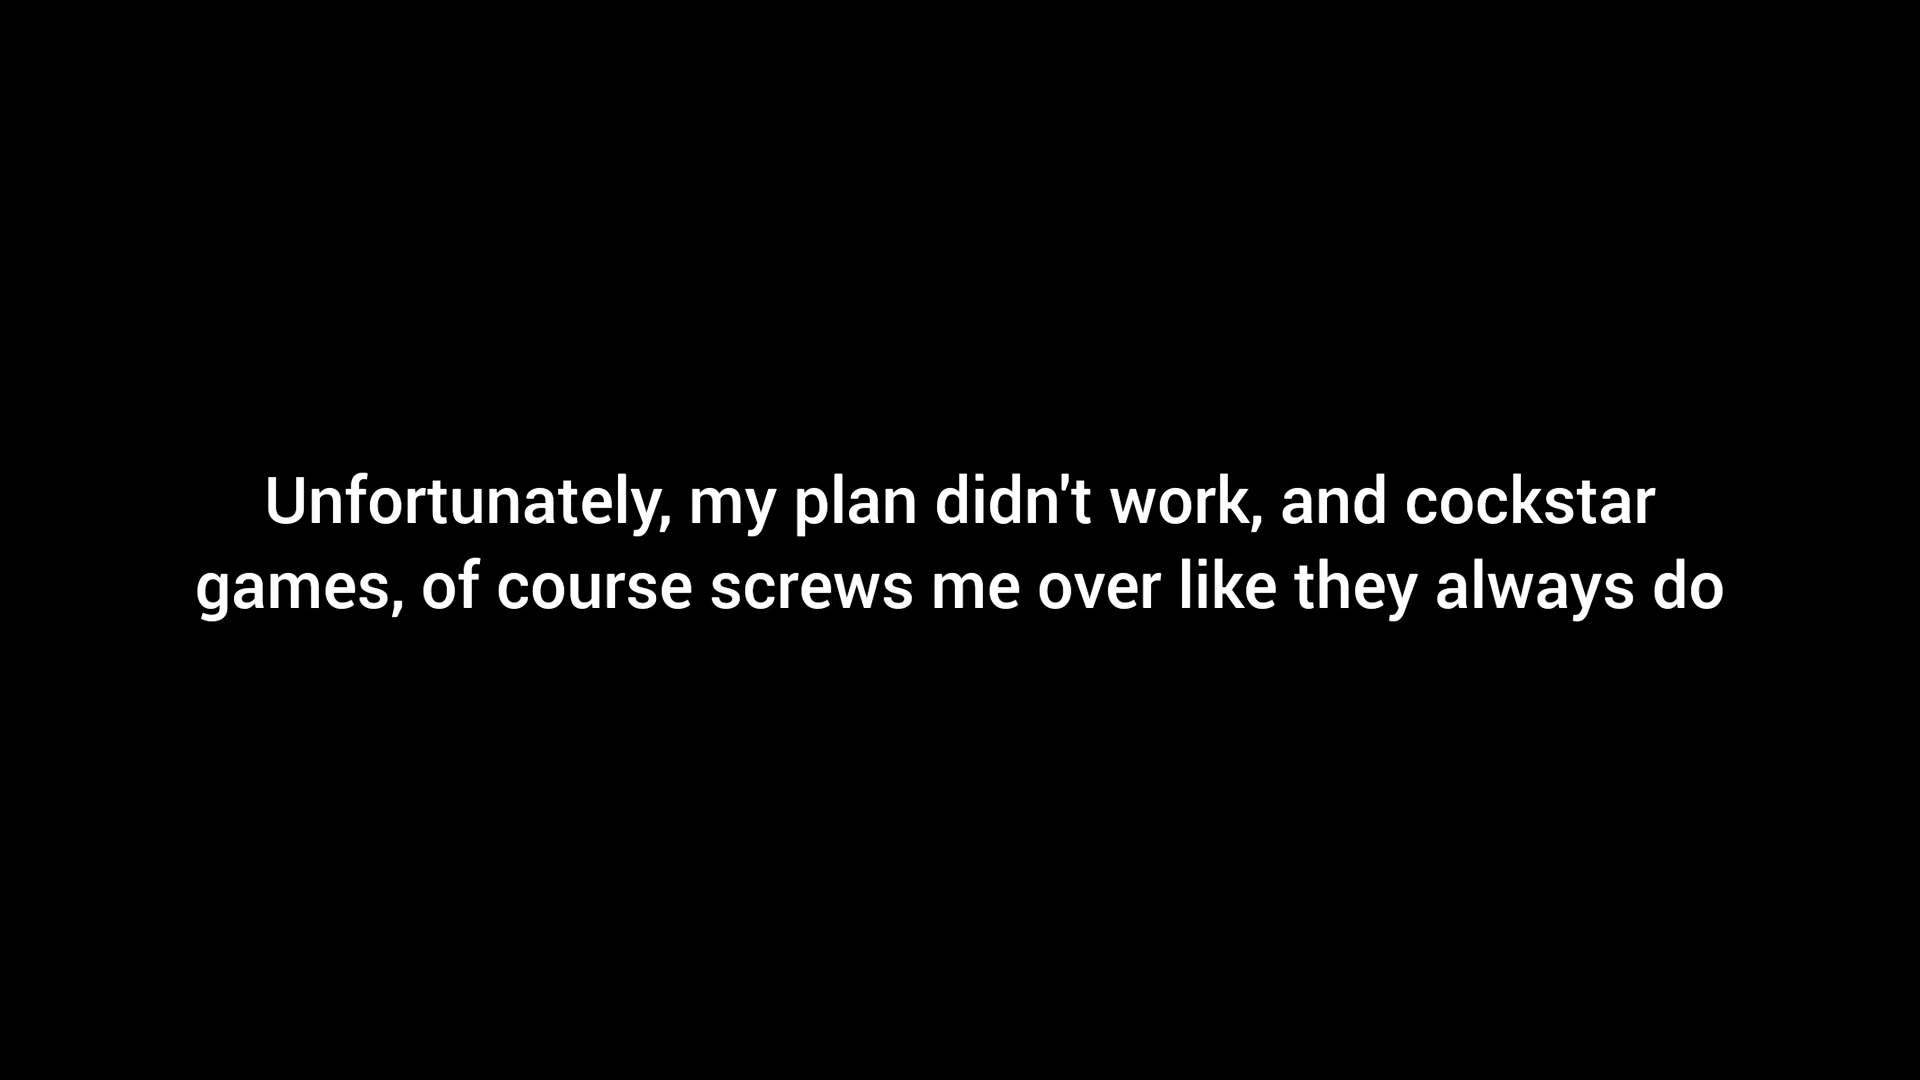 Unfortunately, my plan didn't work, and cockstar
games, of course screws me over like they always do